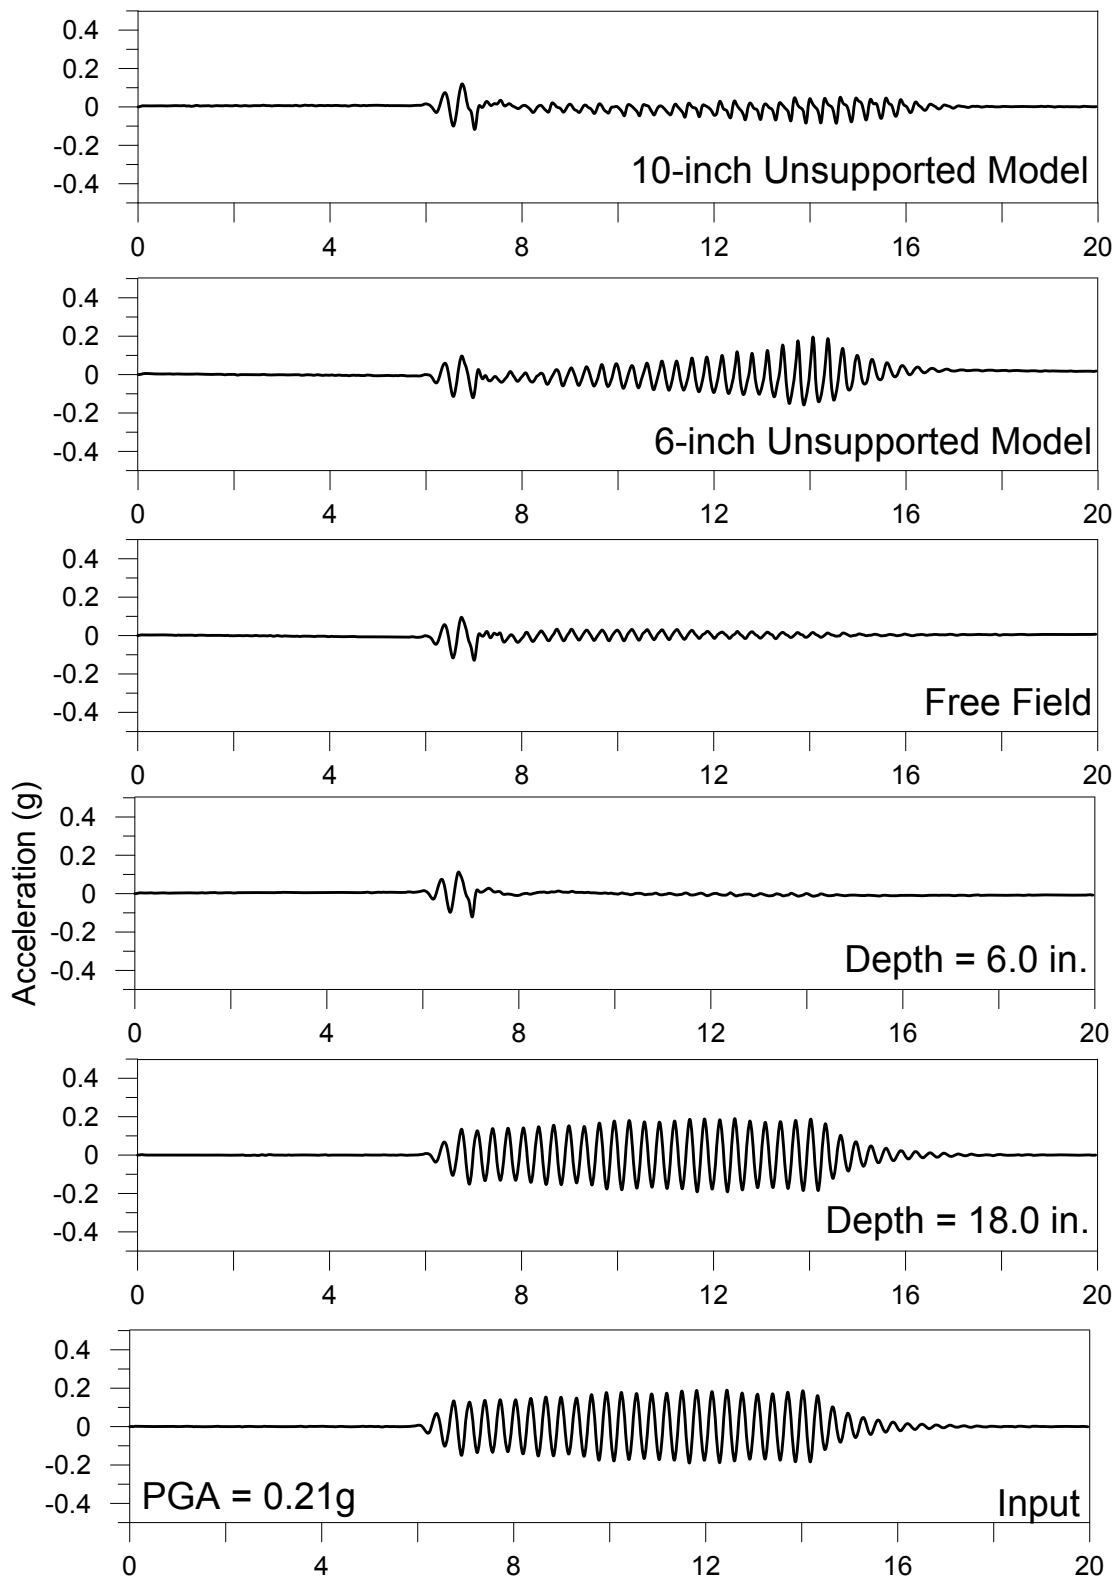 0.4
0.2
0
-0.2
-0.4
10-inch Unsupported Model
0 4 8 12 16 20
0.4
0.2
0
-0.2
-0.4
6-inch Unsupported Model
0 4 8 12 16 20
0.4
0.2
0
-0.2
-0.4
Free Field
0 4 8 12 16 20
Acceleration (g)
0.4
0.2
0
-0.2
-0.4
Depth = 6.0 in.
0 4 8 12 16 20
0.4
0.2
0
-0.2
-0.4
Depth = 18.0 in.
0 4 8 12 16 20
0.4
0.2
0
-0.2
-0.4
PGA = 0.21g
Input
0 4 8 12 16 20